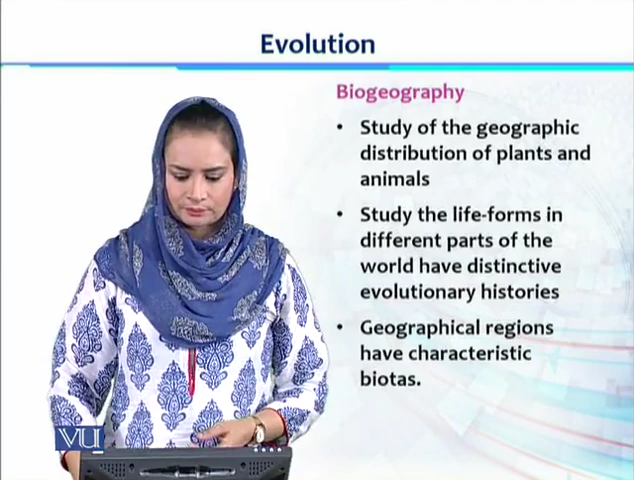 Evolution
Biogeography
• Study of the geographic
distribution of plants and
animals
• Study the life-forms in
different parts of the
world have distinctive
evolutionary histories
• Geographical regions
have characteristic
biotas.
VU